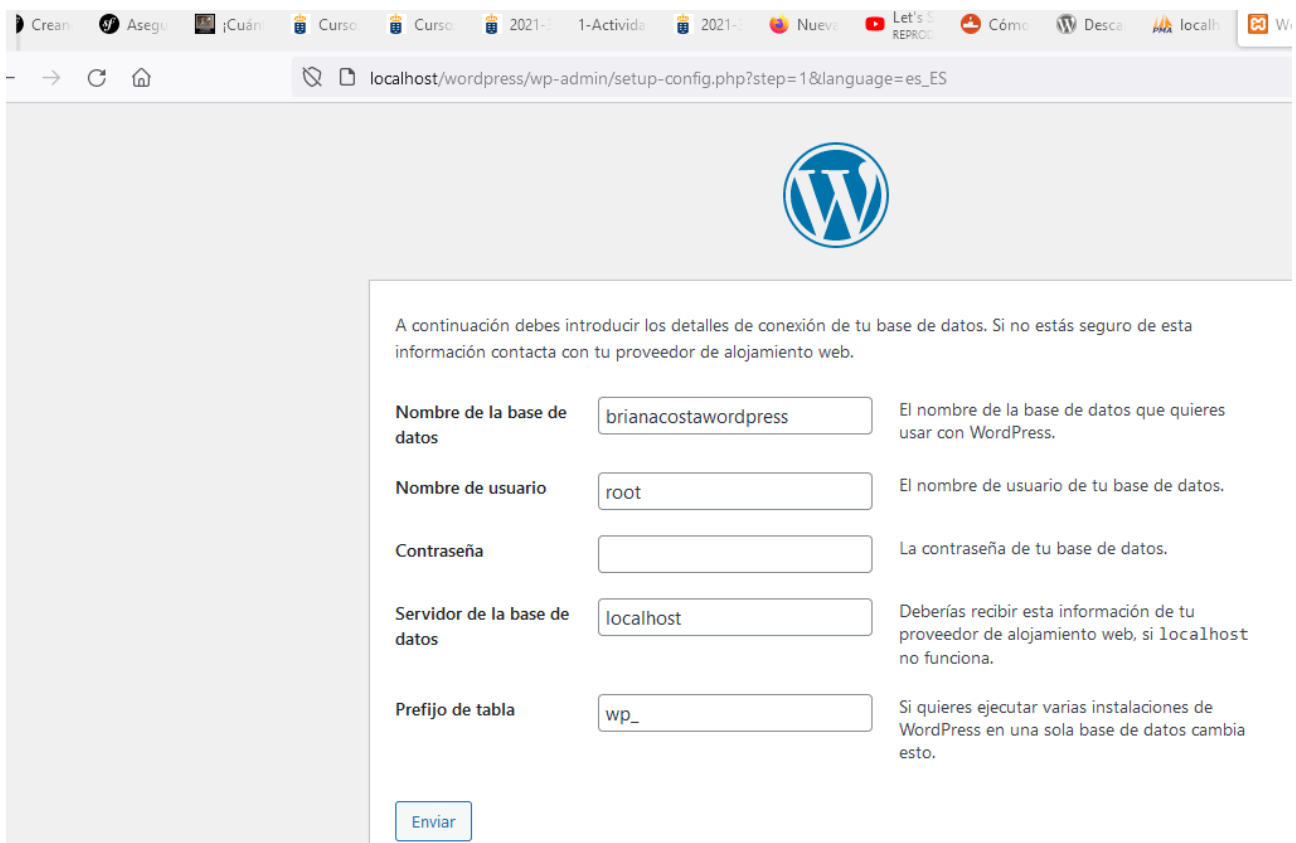 Crean
Asegu
¡Cuán
Curso
Curso
2021-
1-Activida
2021-
Nueva
Let's S
REPROD
Cómo
Desca
PMA
localh
localhost/wordpress/wp-admin/setup-config.php?step=1&language=es_ES
A continuación debes introducir los detalles de conexión de tu base de datos. Si no estás seguro de esta
información contacta con tu proveedor de alojamiento web.
Nombre de la base de
datos
brianacostawordpress
El nombre de la base de datos que quieres
usar con WordPress.
Nombre de usuario
root
El nombre de usuario de tu base de datos.
Contraseña
La contraseña de tu base de datos.
Servidor de la base de
datos
localhost
Deberías recibir esta información de tu
proveedor de alojamiento web, si localhost
no funciona.
Prefijo de tabla
wp_
Si quieres ejecutar varias instalaciones de
WordPress en una sola base de datos cambia
esto.
Enviar